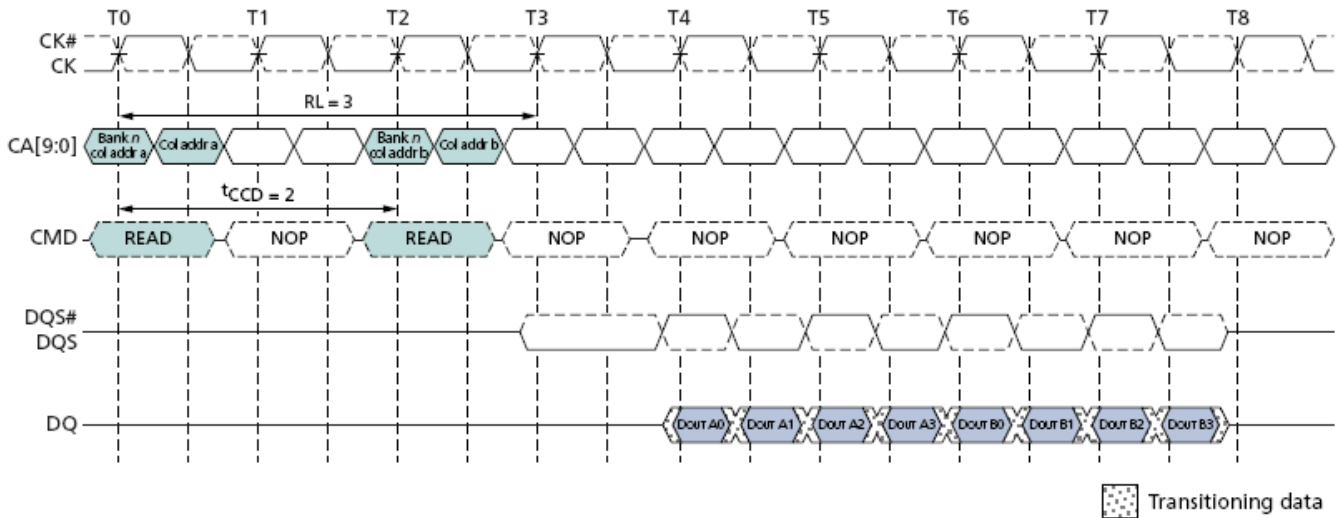 T0 T1 T2 T3 T4 T5 T6 T7 T8
CK#
CK
RL = 3
CA[9:0] Bank n col addr a Col addr a Bank n col addr b Col addr b
tCCD = 2
CMD READ NOP READ NOP NOP NOP NOP NOP NOP
DQS#
DQS
DQ DOUT A0 DOUT A1 DOUT A2 DOUT A3 DOUT B0 DOUT B1 DOUT B2 DOUT B3
Transitioning data